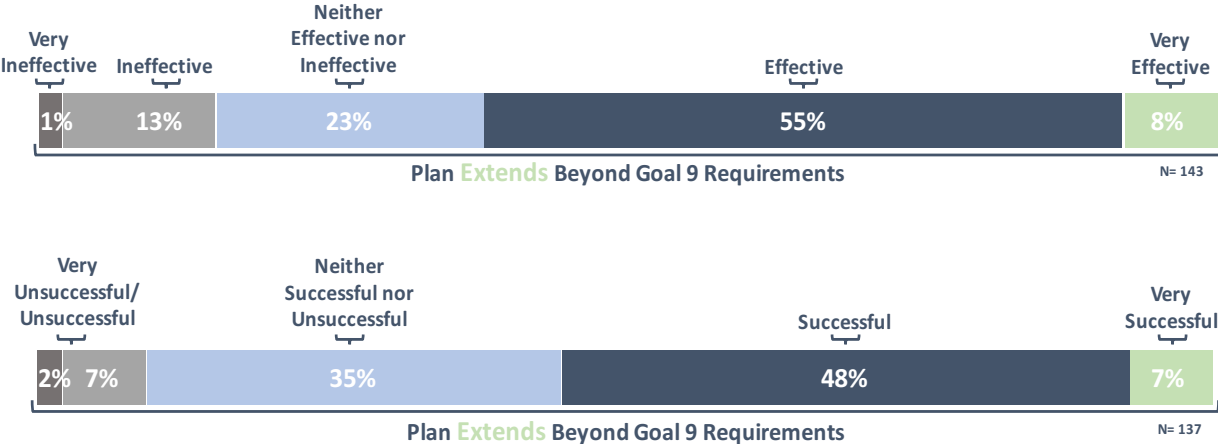 Very
Ineffective
Ineffective
Neither
Effective nor
Ineffective
Effective
Very
Effective
1%
13%
23%
55%
8%
Plan Extends Beyond Goal 9 Requirements
N= 143
Very
Unsuccessful/
Unsuccessful
Neither
Successful nor
Unsuccessful
Successful
Very
Successful
2%
7%
35%
48%
7%
Plan Extends Beyond Goal 9 Requirements
N= 137